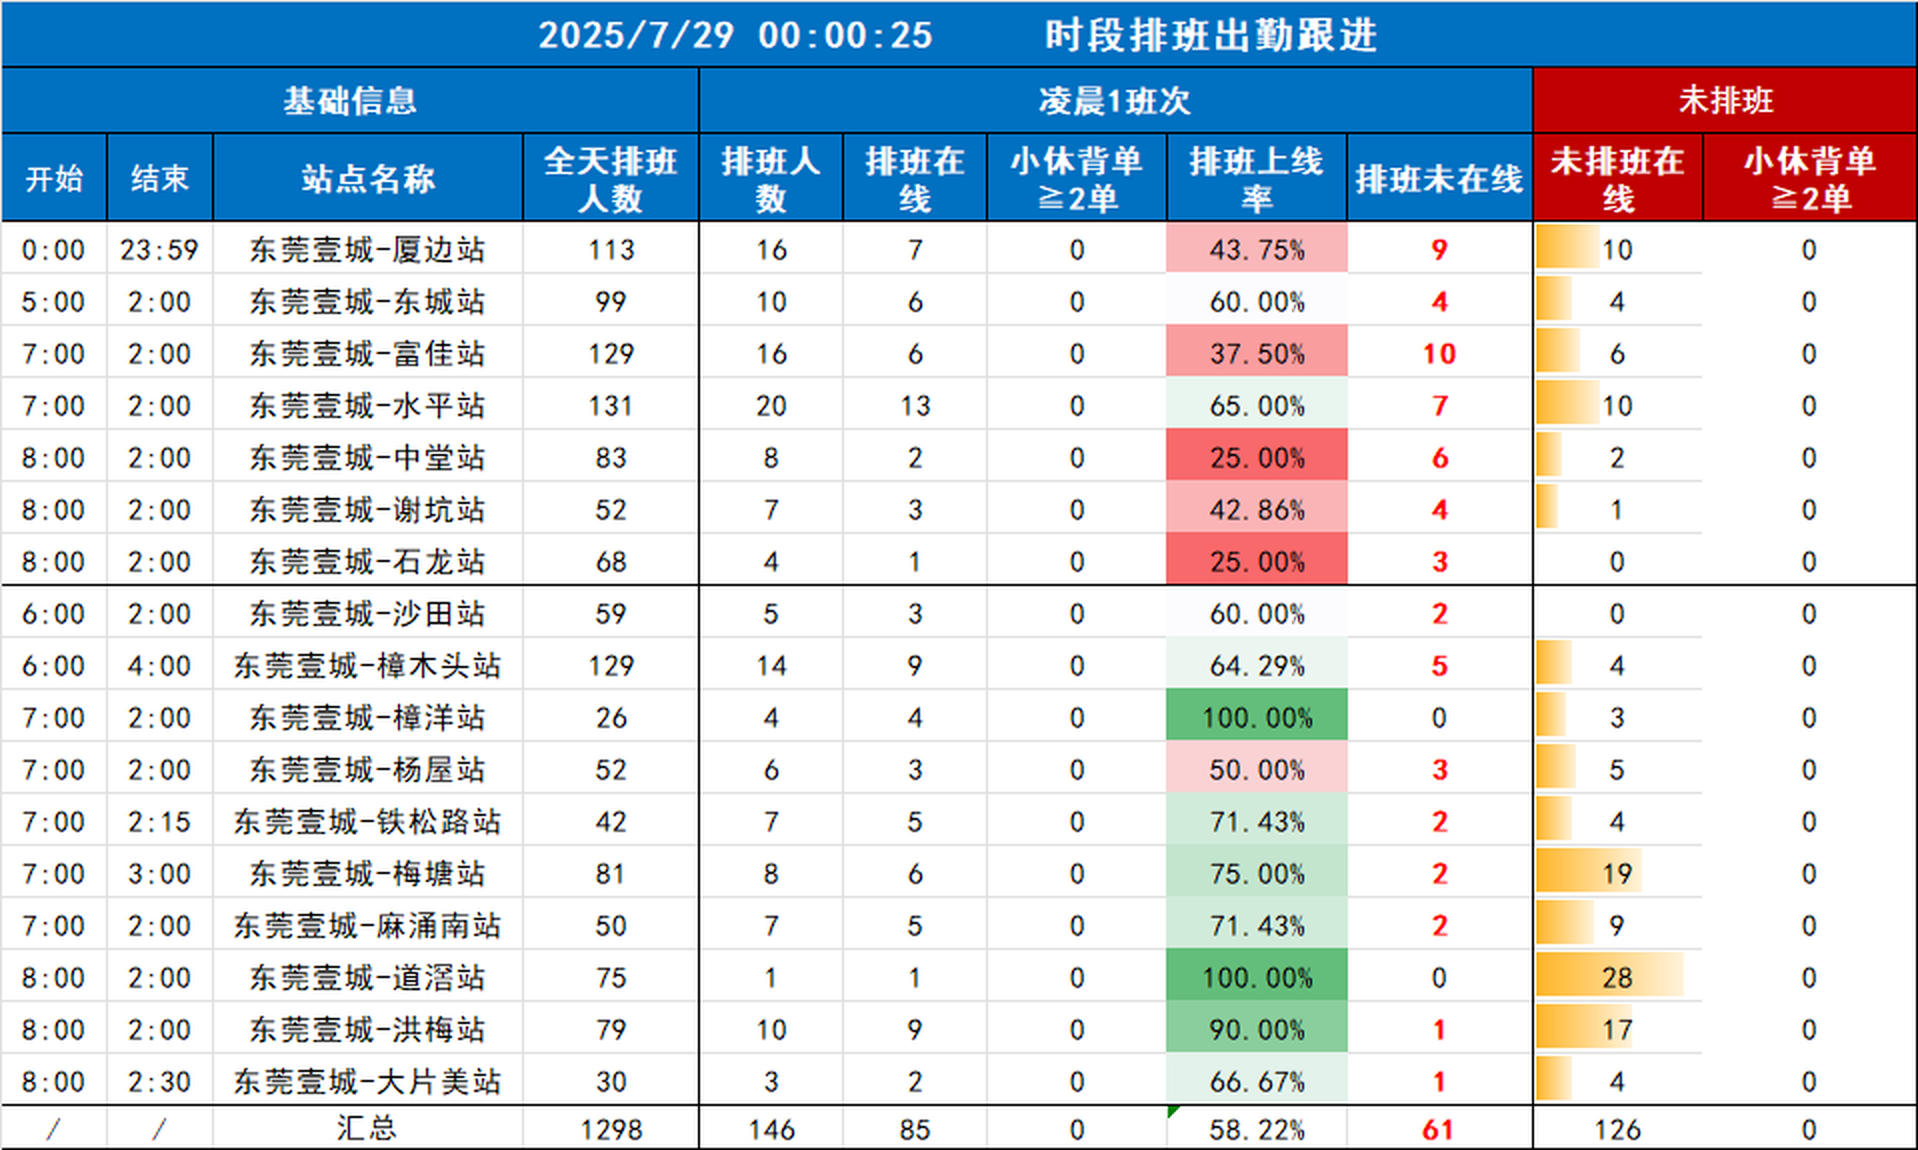 2025/7/29 00:00:25 时段排班出勤跟进
基础信息 凌晨1班次 未排班
开始 结束 站点名称 全天排班人数 排班人数 排班在线 小休背单≧2单 排班上线率 排班未在线 未排班在线 小休背单≧2单
0:00 23:59 东莞壹城-厦边站 113 16 7 0 43.75% 9 10 0
5:00 2:00 东莞壹城-东城站 99 10 6 0 60.00% 4 4 0
7:00 2:00 东莞壹城-富佳站 129 16 6 0 37.50% 10 6 0
7:00 2:00 东莞壹城-水平站 131 20 13 0 65.00% 7 10 0
8:00 2:00 东莞壹城-中堂站 83 8 2 0 25.00% 6 2 0
8:00 2:00 东莞壹城-谢坑站 52 7 3 0 42.86% 4 1 0
8:00 2:00 东莞壹城-石龙站 68 4 1 0 25.00% 3 0 0
6:00 2:00 东莞壹城-沙田站 59 5 3 0 60.00% 2 0 0
6:00 4:00 东莞壹城-樟木头站 129 14 9 0 64.29% 5 4 0
7:00 2:00 东莞壹城-樟洋站 26 4 4 0 100.00% 0 3 0
7:00 2:00 东莞壹城-杨屋站 52 6 3 0 50.00% 3 5 0
7:00 2:15 东莞壹城-铁松路站 42 7 5 0 71.43% 2 4 0
7:00 3:00 东莞壹城-梅塘站 81 8 6 0 75.00% 2 19 0
7:00 2:00 东莞壹城-麻涌南站 50 7 5 0 71.43% 2 9 0
8:00 2:00 东莞壹城-道滘站 75 1 1 0 100.00% 0 28 0
8:00 2:00 东莞壹城-洪梅站 79 10 9 0 90.00% 1 17 0
8:00 2:30 东莞壹城-大片美站 30 3 2 0 66.67% 1 4 0
/ / 汇总 1298 146 85 0 58.22% 61 126 0